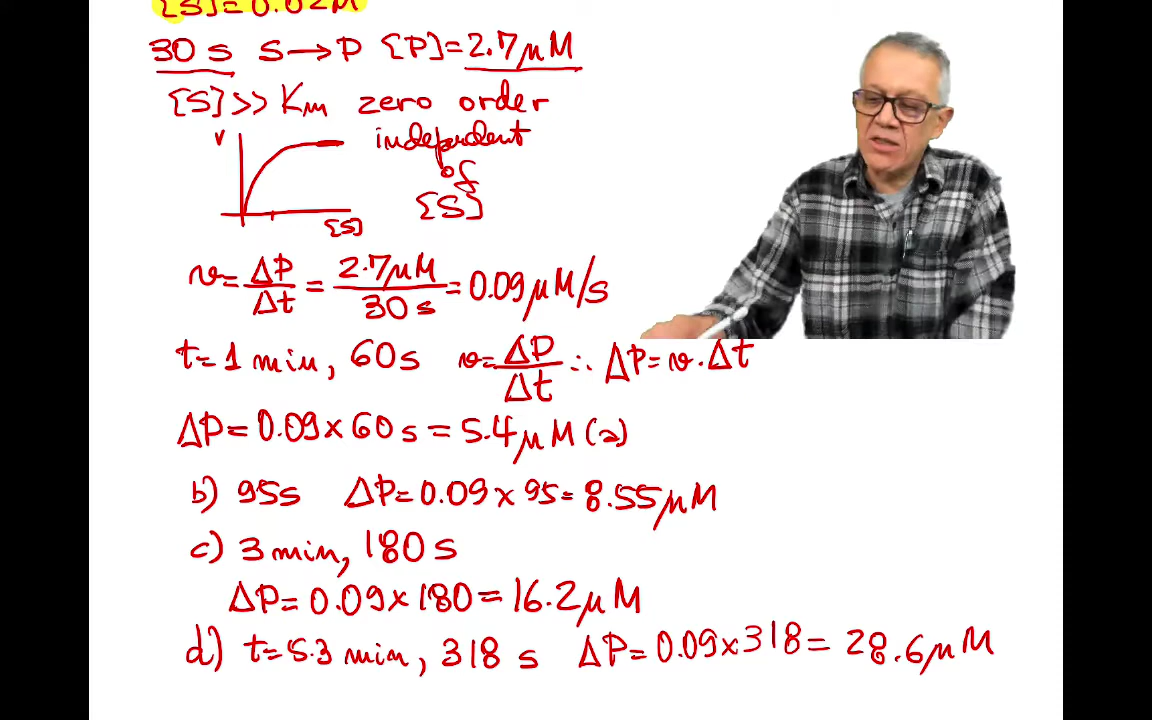 [S] = 0.02M
30 s S → P [P] = 2.7 μM
[S] >> Km zero order
independent
of
[S]
v
[S]
v = ΔP/Δt = 2.7 μM/30 s = 0.09 μM/s
t = 1 min, 60 s v = ΔP/Δt ∴ ΔP = v · Δt
ΔP = 0.09 × 60 s = 5.4 μM (a)
b) 95s ΔP = 0.09 × 95 = 8.55 μM
c) 3 min, 180 s
ΔP = 0.09 × 180 = 16.2 μM
d) t = 5.3 min, 318 s ΔP = 0.09 × 318 = 28.6 μM